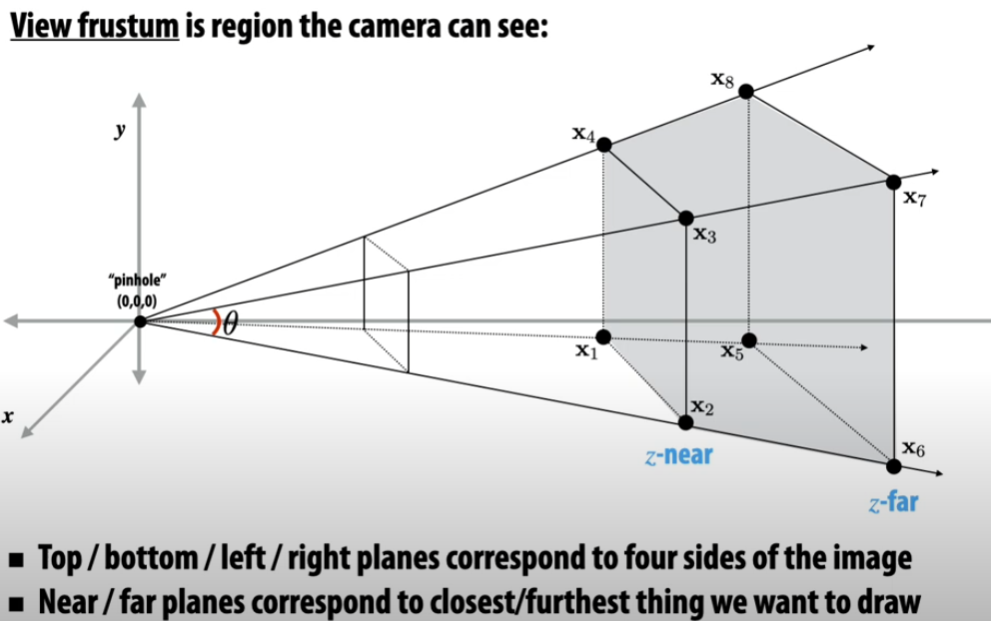 View frustum is region the camera can see:
x₈
y
x₄
x₇
x₃
“pinhole”
(0,0,0)
θ
x₁
x₅
x
x₂
x₆
z-near
z-far
▪ Top / bottom / left / right planes correspond to four sides of the image
▪ Near / far planes correspond to closest/furthest thing we want to draw